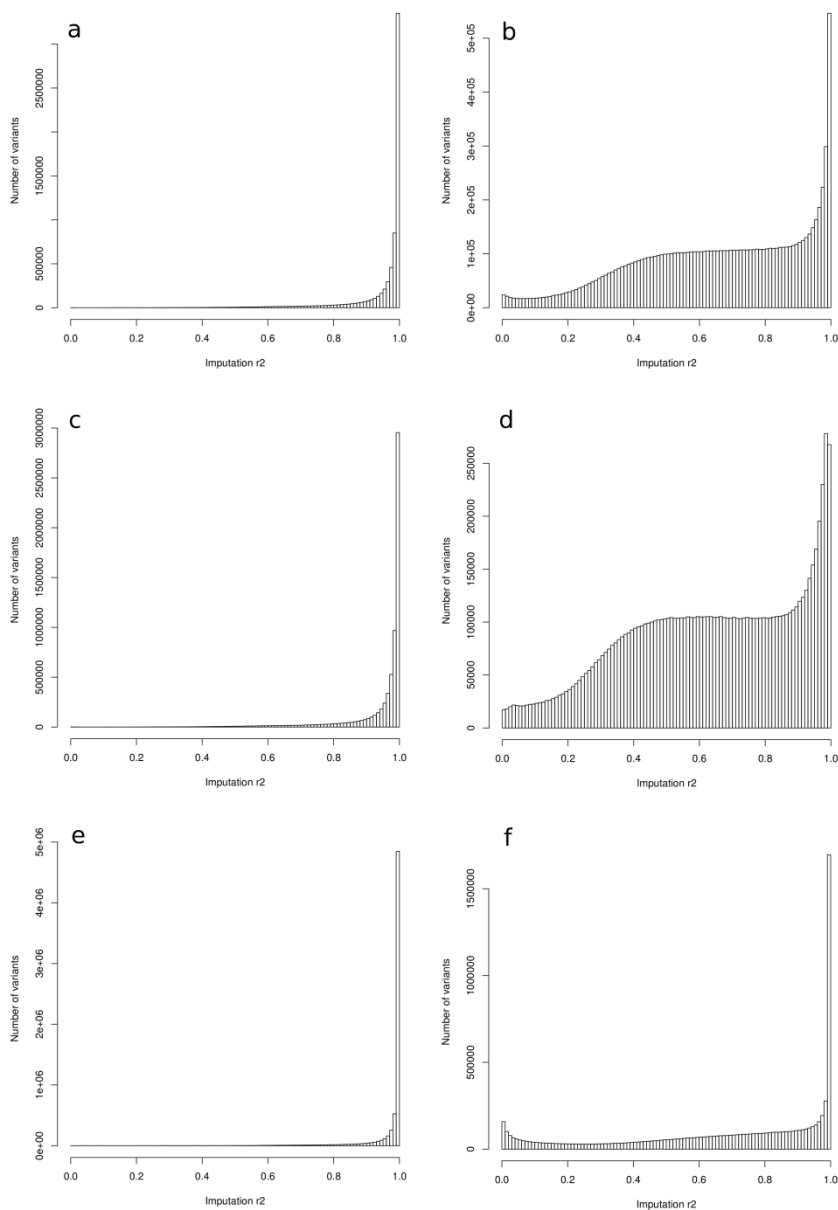 a
Number of variants
0
500000
1500000
2500000
0.0 0.2 0.4 0.6 0.8 1.0
Imputation r2
b
Number of variants
0e+00
1e+05
2e+05
3e+05
4e+05
5e+05
0.0 0.2 0.4 0.6 0.8 1.0
Imputation r2
c
Number of variants
0
500000
1000000
1500000
2000000
2500000
3000000
0.0 0.2 0.4 0.6 0.8 1.0
Imputation r2
d
Number of variants
0
50000
100000
150000
200000
250000
0.0 0.2 0.4 0.6 0.8 1.0
Imputation r2
e
Number of variants
0e+00
1e+06
2e+06
3e+06
4e+06
5e+06
0.0 0.2 0.4 0.6 0.8 1.0
Imputation r2
f
Number of variants
0
500000
1000000
1500000
0.0 0.2 0.4 0.6 0.8 1.0
Imputation r2